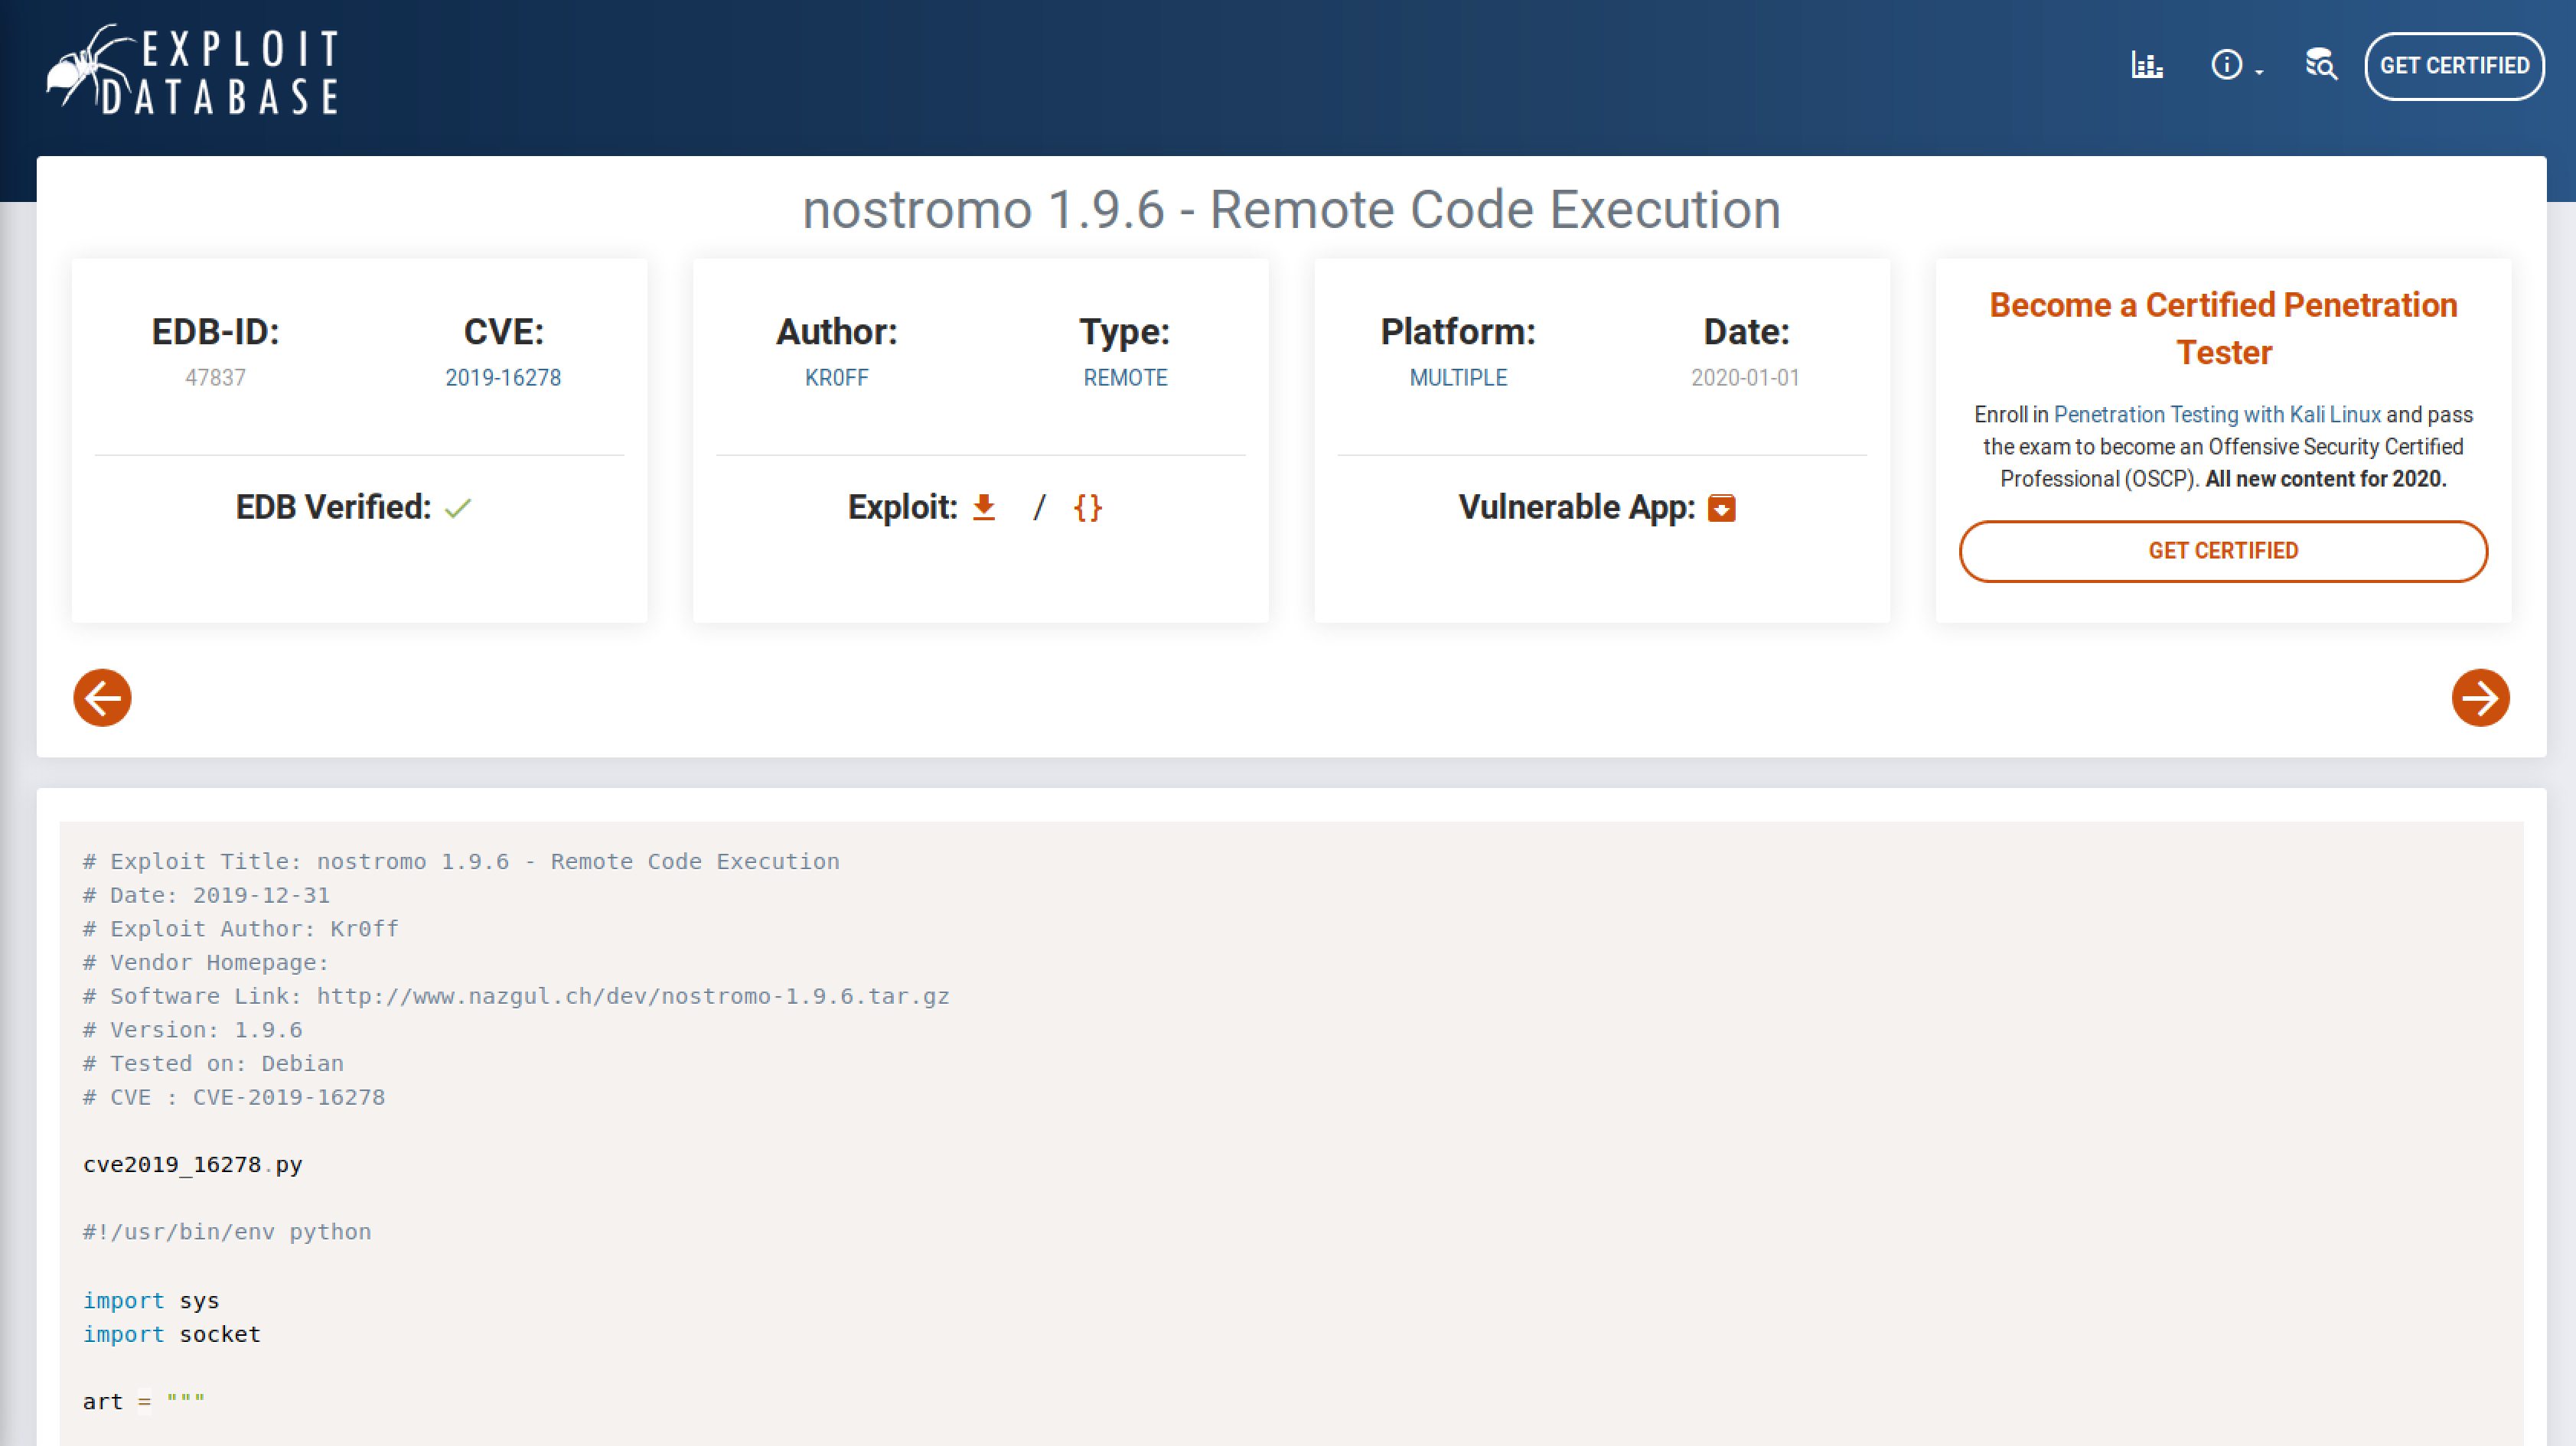 EXPLOIT
DATABASE
GET CERTIFIED
nostromo 1.9.6 - Remote Code Execution
EDB-ID:
47837
CVE:
2019-16278
EDB Verified:
Author:
KR0FF
Type:
REMOTE
Exploit: / {}
Platform:
MULTIPLE
Date:
2020-01-01
Vulnerable App:
Become a Certified Penetration
Tester
Enroll in Penetration Testing with Kali Linux and pass
the exam to become an Offensive Security Certified
Professional (OSCP). All new content for 2020.
GET CERTIFIED
# Exploit Title: nostromo 1.9.6 - Remote Code Execution
# Date: 2019-12-31
# Exploit Author: Kr0ff
# Vendor Homepage:
# Software Link: http://www.nazgul.ch/dev/nostromo-1.9.6.tar.gz
# Version: 1.9.6
# Tested on: Debian
# CVE : CVE-2019-16278
cve2019_16278.py
#!/usr/bin/env python
import sys
import socket
art = """